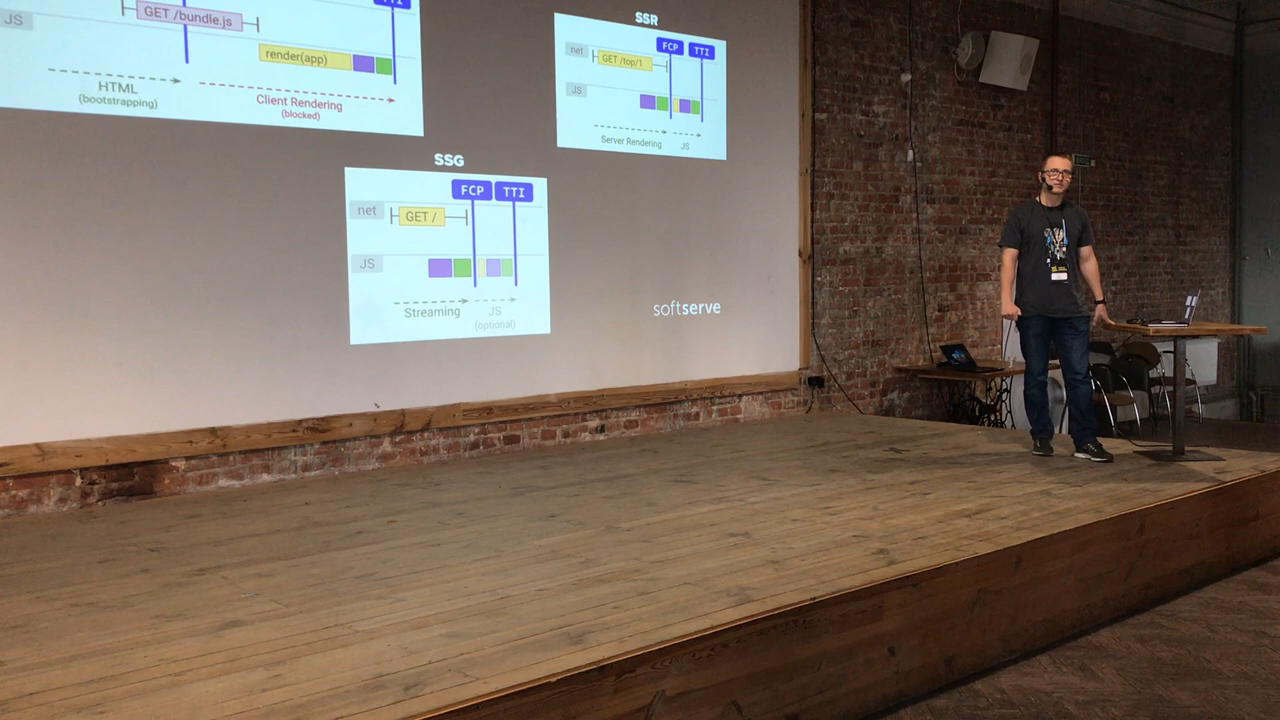 TTI
GET /bundle.js
JS
render(app)
HTML
(bootstrapping)
Client Rendering
(blocked)
SSR
FCP
TTI
net
GET /top/1
JS
Server Rendering
JS
SSG
FCP
TTI
net
GET /
JS
Streaming
JS
(optional)
softserve